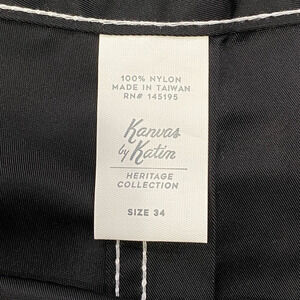 100% NYLON
MADE IN TAIWAN
RN# 145195
Kanvas
by Katin
HERITAGE
COLLECTION
SIZE 34